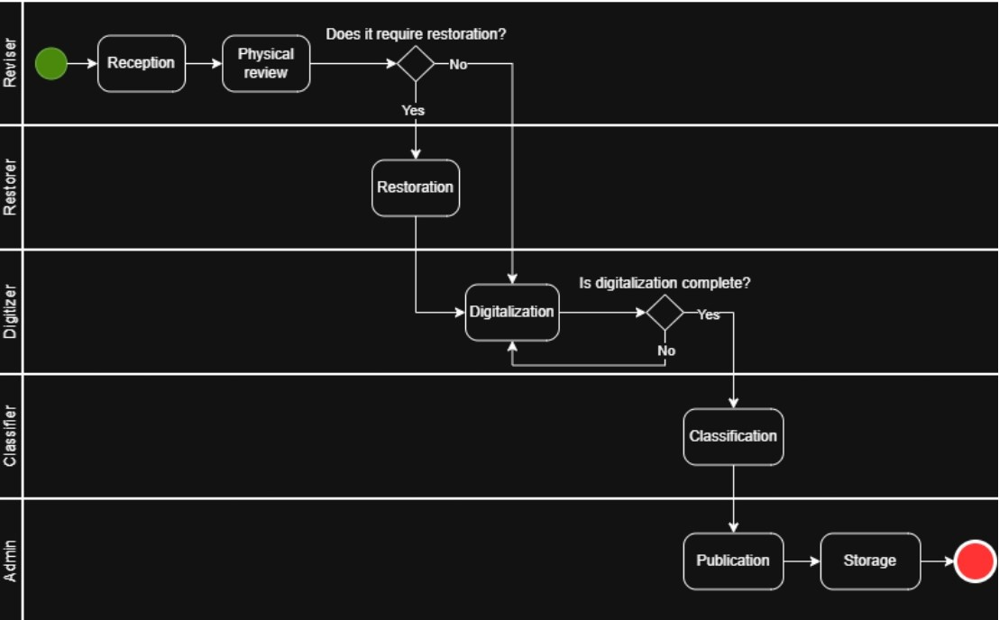 Reviser
Reception
Physical
review
Does it require restoration?
No
Yes
Restorer
Restoration
Digitizer
Digitalization
Is digitalization complete?
Yes
No
Classifier
Classification
Admin
Publication
Storage